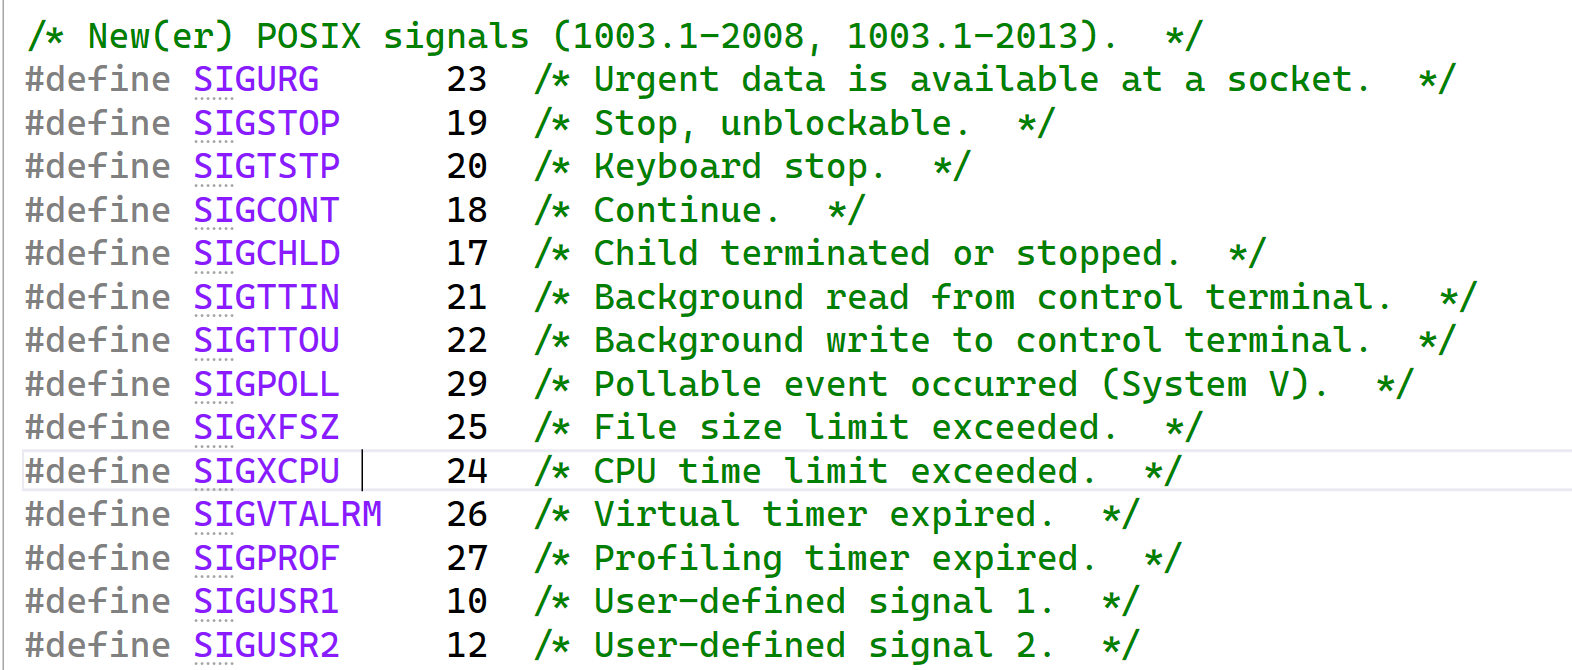 /* New(er) POSIX signals (1003.1-2008, 1003.1-2013).  */
#define SIGURG      23  /* Urgent data is available at a socket.  */
#define SIGSTOP     19  /* Stop, unblockable.  */
#define SIGTSTP     20  /* Keyboard stop.  */
#define SIGCONT     18  /* Continue.  */
#define SIGCHLD     17  /* Child terminated or stopped.  */
#define SIGTTIN     21  /* Background read from control terminal.  */
#define SIGTTOU     22  /* Background write to control terminal.  */
#define SIGPOLL     29  /* Pollable event occurred (System V).  */
#define SIGXFSZ     25  /* File size limit exceeded.  */
#define SIGXCPU     24  /* CPU time limit exceeded.  */
#define SIGVTALRM   26  /* Virtual timer expired.  */
#define SIGPROF     27  /* Profiling timer expired.  */
#define SIGUSR1     10  /* User-defined signal 1.  */
#define SIGUSR2     12  /* User-defined signal 2.  */